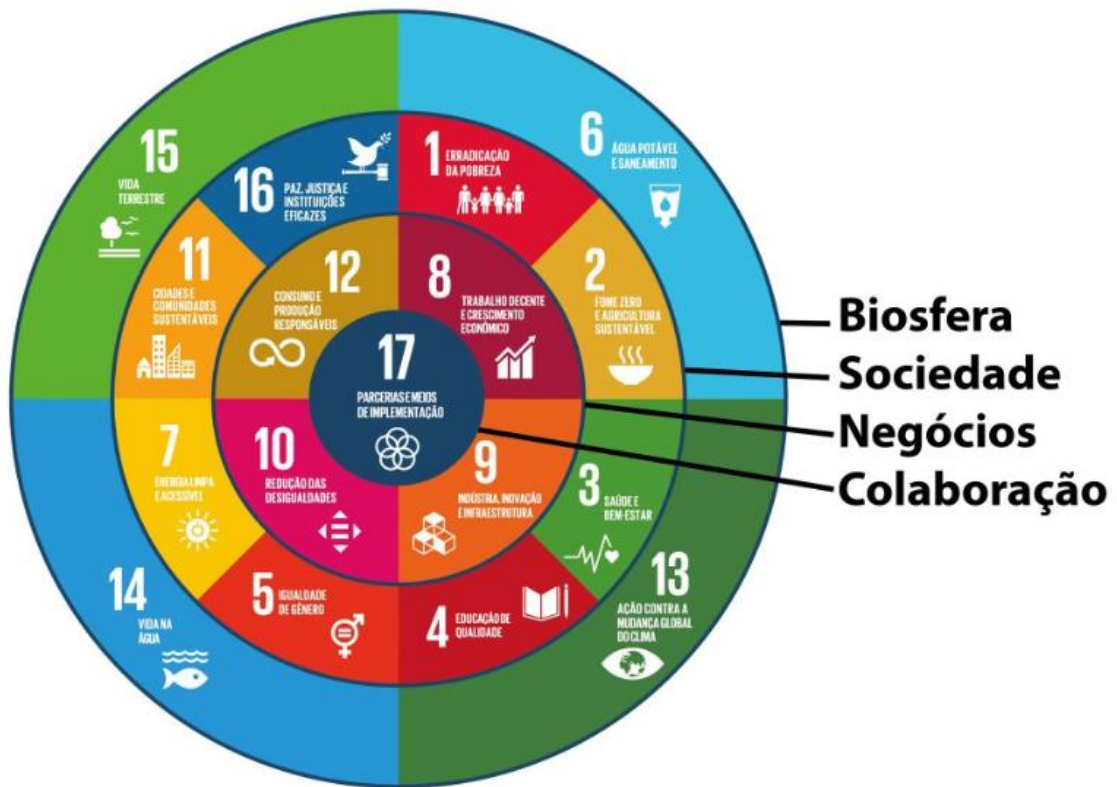 15
VIDA
TERRESTRE
6
ÁGUA POTÁVEL
E SANEAMENTO
16
PAZ, JUSTIÇA E
INSTITUIÇÕES
EFICAZES
1
ERRADICAÇÃO
DA POBREZA
11
CIDADES E
COMUNIDADES
SUSTENTÁVEIS
12
CONSUMO E
PRODUÇÃO
RESPONSÁVEIS
8
TRABALHO DECENTE
E CRESCIMENTO
ECONÔMICO
2
FOME ZERO
E AGRICULTURA
SUSTENTÁVEL
17
PARCERIAS E MEIOS
DE IMPLEMENTAÇÃO
7
ENERGIA LIMPA
E ACESSÍVEL
10
REDUÇÃO DAS
DESIGUALDADES
9
INDÚSTRIA, INOVAÇÃO
E INFRAESTRUTURA
3
SAÚDE E
BEM-ESTAR
14
VIDA NA
ÁGUA
5
IGUALDADE
DE GÊNERO
4
EDUCAÇÃO DE
QUALIDADE
13
AÇÃO CONTRA A
MUDANÇA GLOBAL
DO CLIMA
Biosfera
Sociedade
Negócios
Colaboração